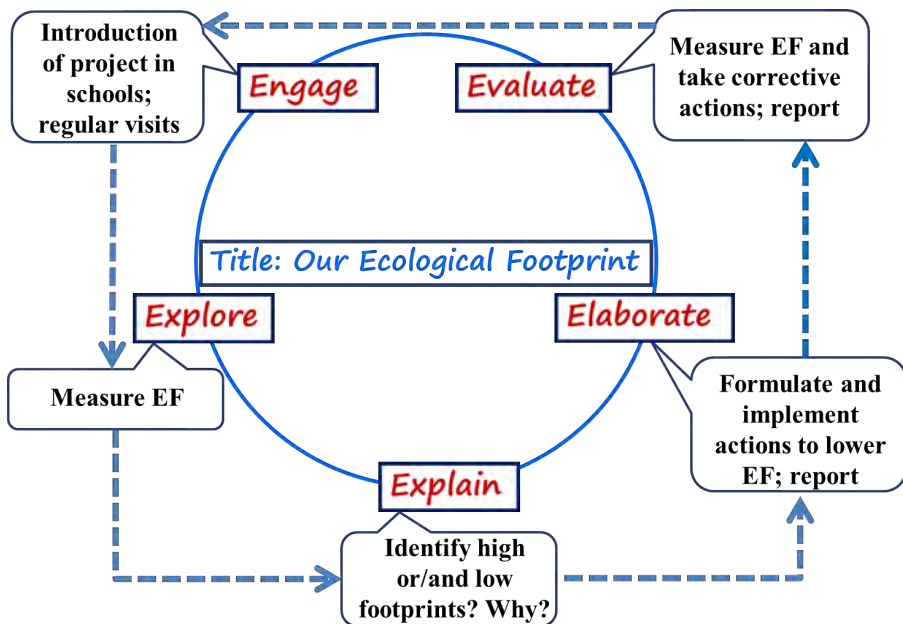 Introduction
of project in
schools;
regular visits
Engage
Evaluate
Measure EF and
take corrective
actions; report
Title: Our Ecological Footprint
Explore
Elaborate
Measure EF
Formulate and
implement
actions to lower
EF; report
Explain
Identify high
or/and low
footprints? Why?